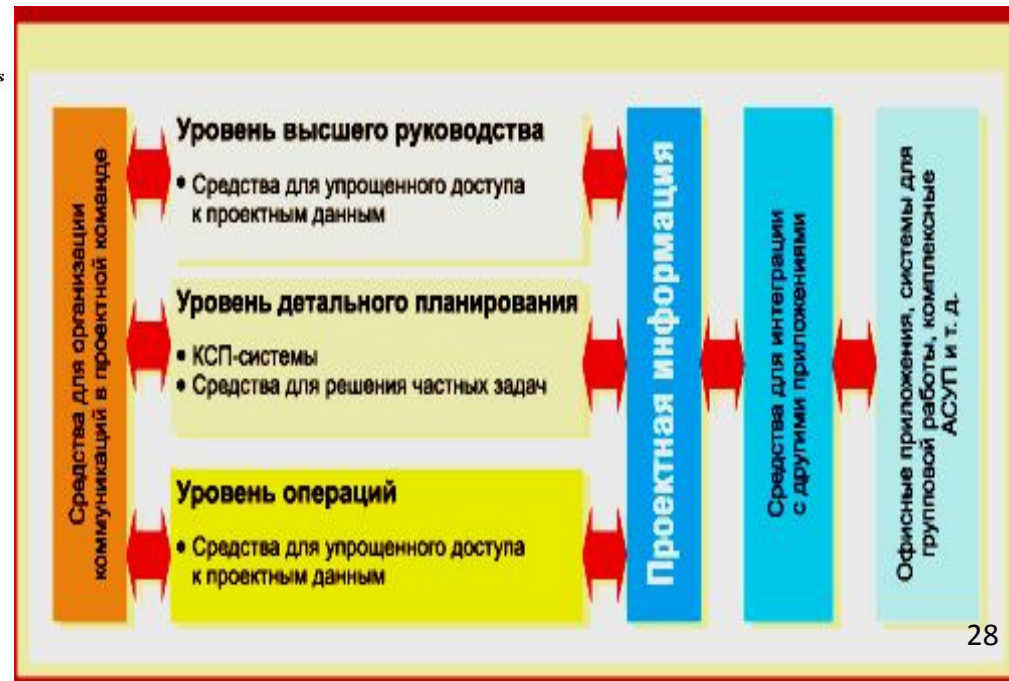 s
Средства для организации
коммуникаций в проектной команде
Уровень высшего руководства
• Средства для упрощенного доступа
к проектным данным
Уровень детального планирования
• КСП-системы
• Средства для решения частных задач
Уровень операций
• Средства для упрощенного доступа
к проектным данным
Проектная информация
Средства для интеграции
с другими приложениями
Офисные приложения, системы для
групповой работы, комплексные
АСУП и т. д.
28